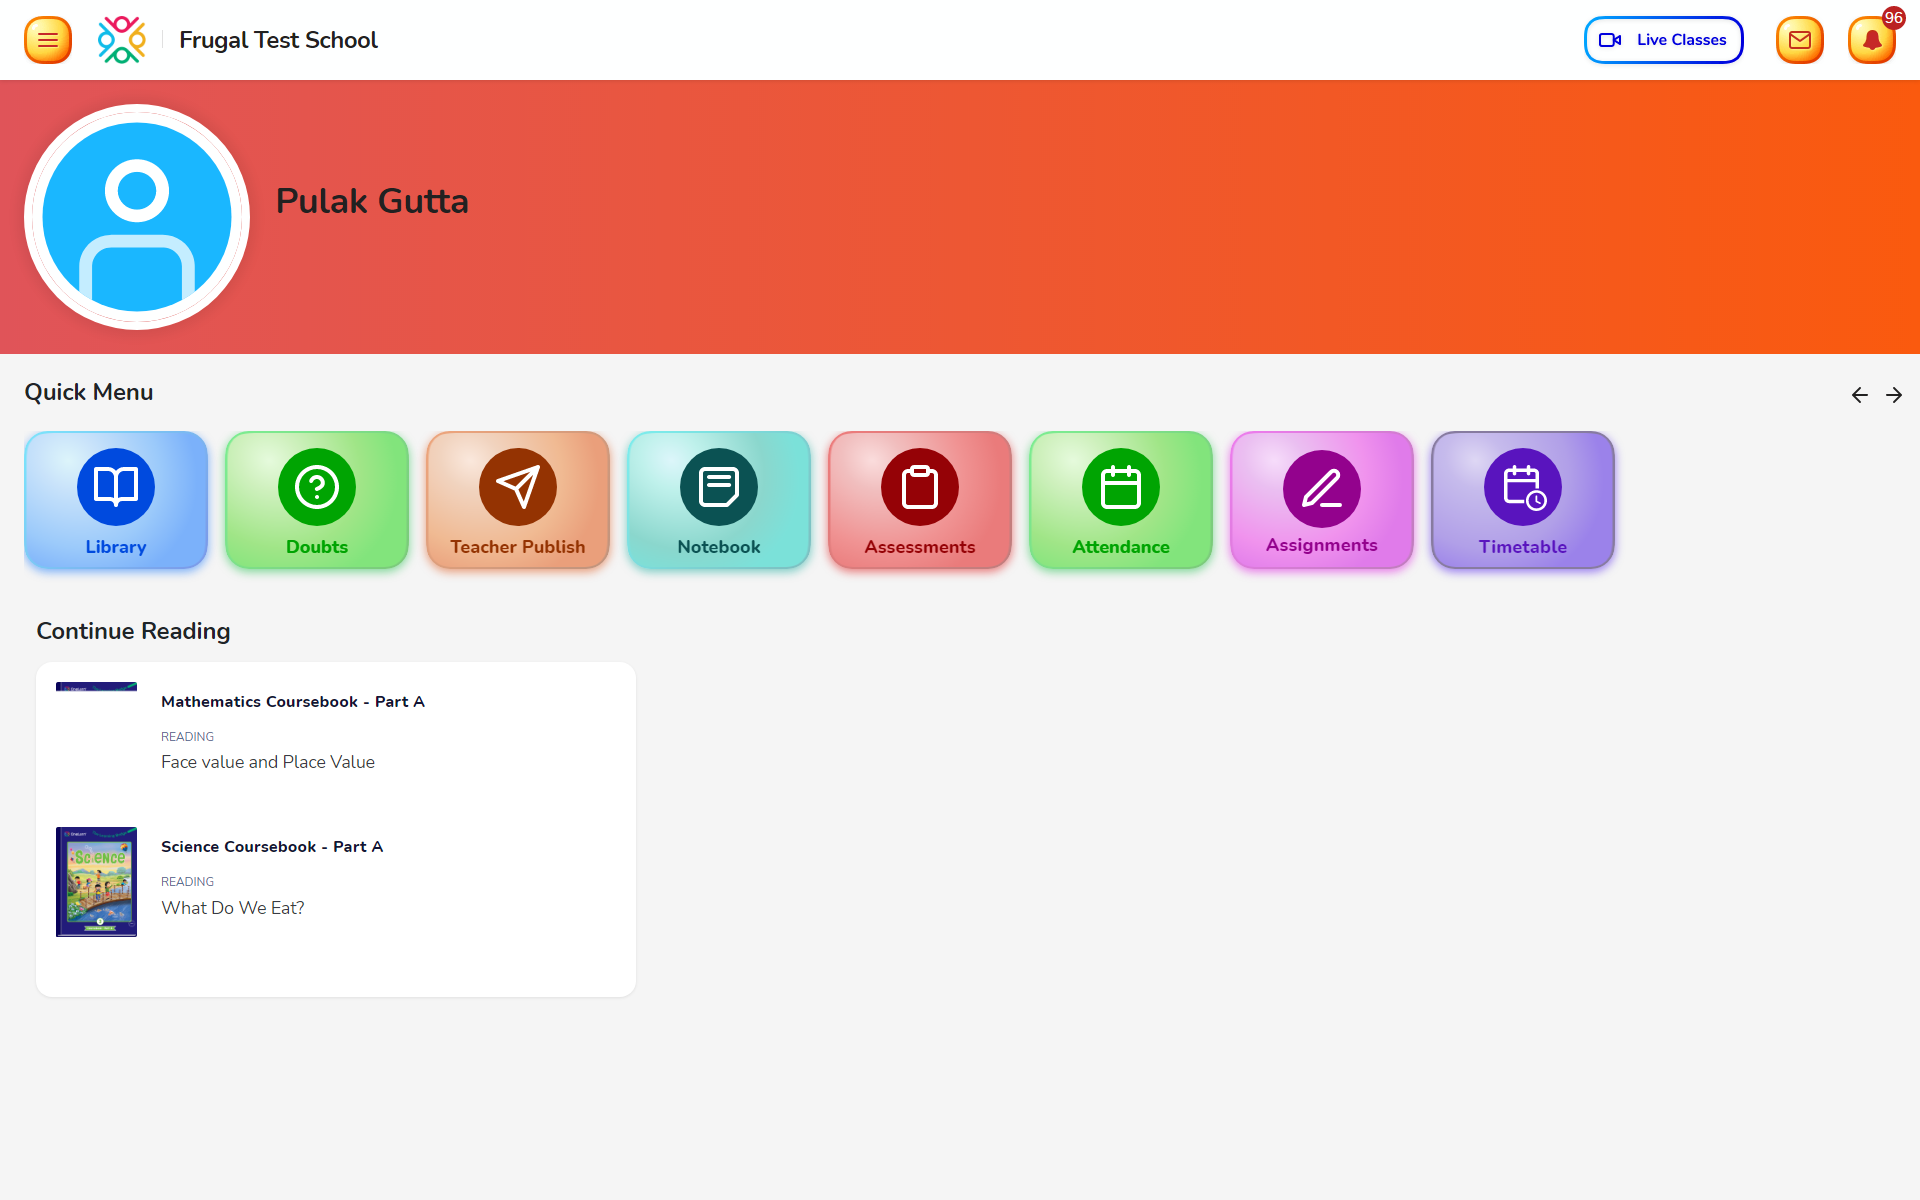 Frugal Test School
Live Classes
96
Pulak Gutta
Quick Menu
Library
Doubts
Teacher Publish
Notebook
Assessments
Attendance
Assignments
Timetable
Continue Reading
Mathematics Coursebook - Part A
READING
Face value and Place Value
Science
Science Coursebook - Part A
READING
What Do We Eat?